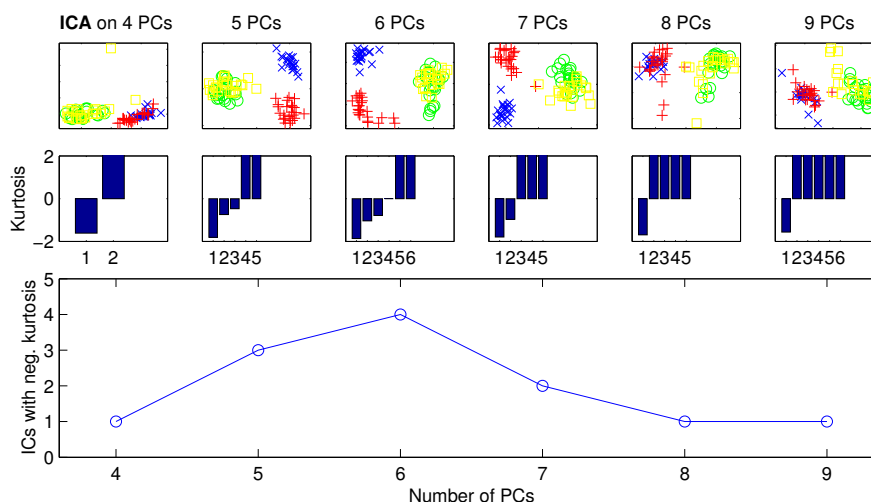 ICA on 4 PCs 5 PCs 6 PCs 7 PCs 8 PCs 9 PCs
2
0
−2
Kurtosis
1 2 12345 123456 12345 12345 123456
5
4
3
2
1
0
ICs with neg. kurtosis
4 5 6 7 8 9
Number of PCs